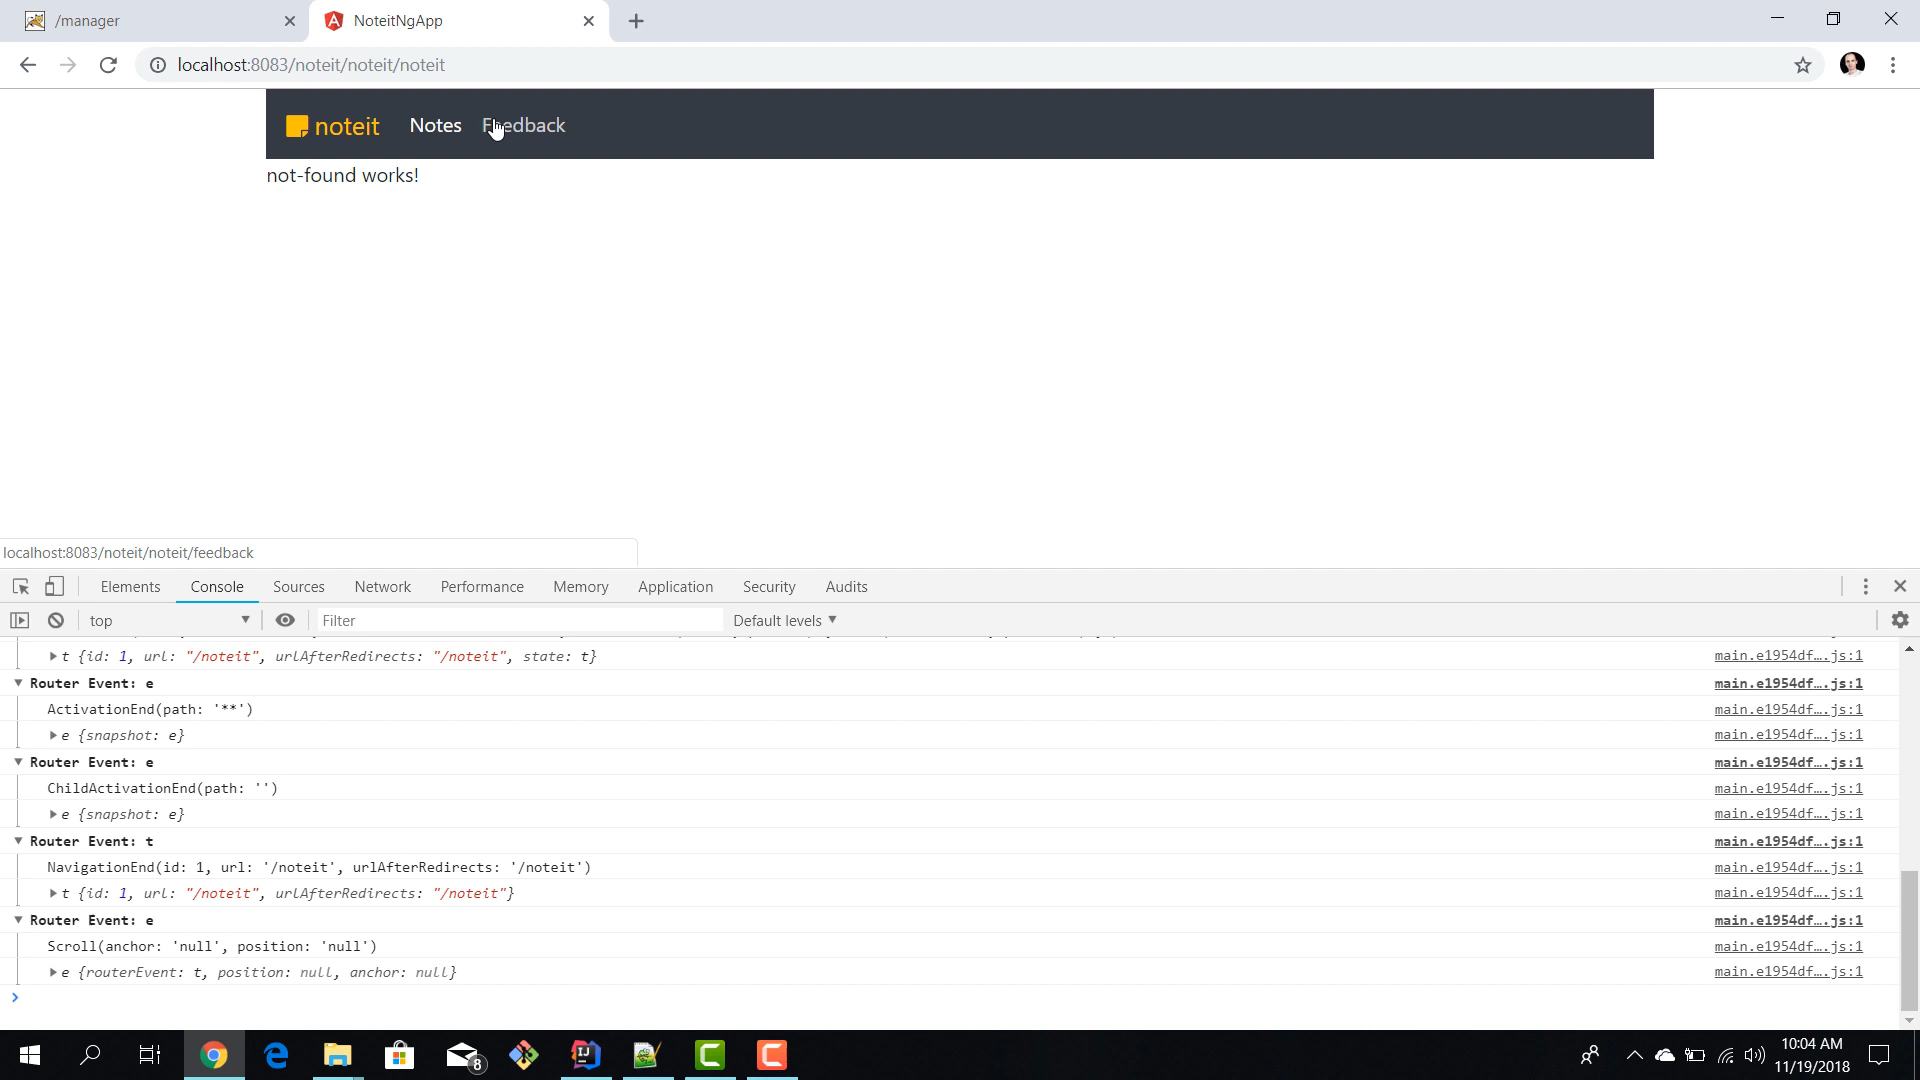 /manager
NoteitNgApp
localhost:8083/noteit/noteit/noteit
noteit Notes Feedback
not-found works!
localhost:8083/noteit/noteit/feedback
Elements Console Sources Network Performance Memory Application Security Audits
top Filter Default levels
t {id: 1, url: "/noteit", urlAfterRedirects: "/noteit", state: t} main.e1954df….js:1
Router Event: e main.e1954df….js:1
ActivationEnd(path: '**') main.e1954df….js:1
e {snapshot: e} main.e1954df….js:1
Router Event: e main.e1954df….js:1
ChildActivationEnd(path: '') main.e1954df….js:1
e {snapshot: e} main.e1954df….js:1
Router Event: t main.e1954df….js:1
NavigationEnd(id: 1, url: '/noteit', urlAfterRedirects: '/noteit') main.e1954df….js:1
t {id: 1, url: "/noteit", urlAfterRedirects: "/noteit"} main.e1954df….js:1
Router Event: e main.e1954df….js:1
Scroll(anchor: 'null', position: 'null') main.e1954df….js:1
e {routerEvent: t, position: null, anchor: null} main.e1954df….js:1
8
10:04 AM
11/19/2018